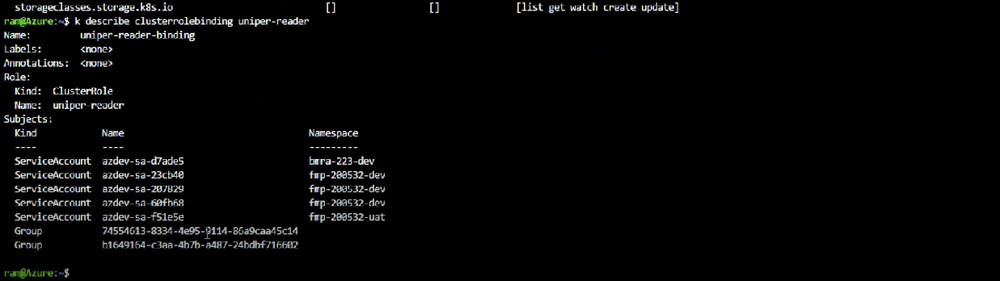 storageclasses.storage.k8s.io [] [] [list get watch create update]
ram@Azure:~$ k describe clusterrolebinding uniper-reader
Name: uniper-reader-binding
Labels: <none>
Annotations: <none>
Role:
Kind: ClusterRole
Name: uniper-reader
Subjects:
Kind Name Namespace
---- ---- ---------
ServiceAccount azdev-sa-d7ade5 bmra-223-dev
ServiceAccount azdev-sa-23cb40 fmp-200532-dev
ServiceAccount azdev-sa-207829 fmp-200532-dev
ServiceAccount azdev-sa-60fb68 fmp-200532-dev
ServiceAccount azdev-sa-f51e5e fmp-200532-uat
Group 74554613-8334-4e95-9114-86a9caa45c14
Group b1649164-c3aa-4b7b-a487-24bdbf716602
ram@Azure:~$